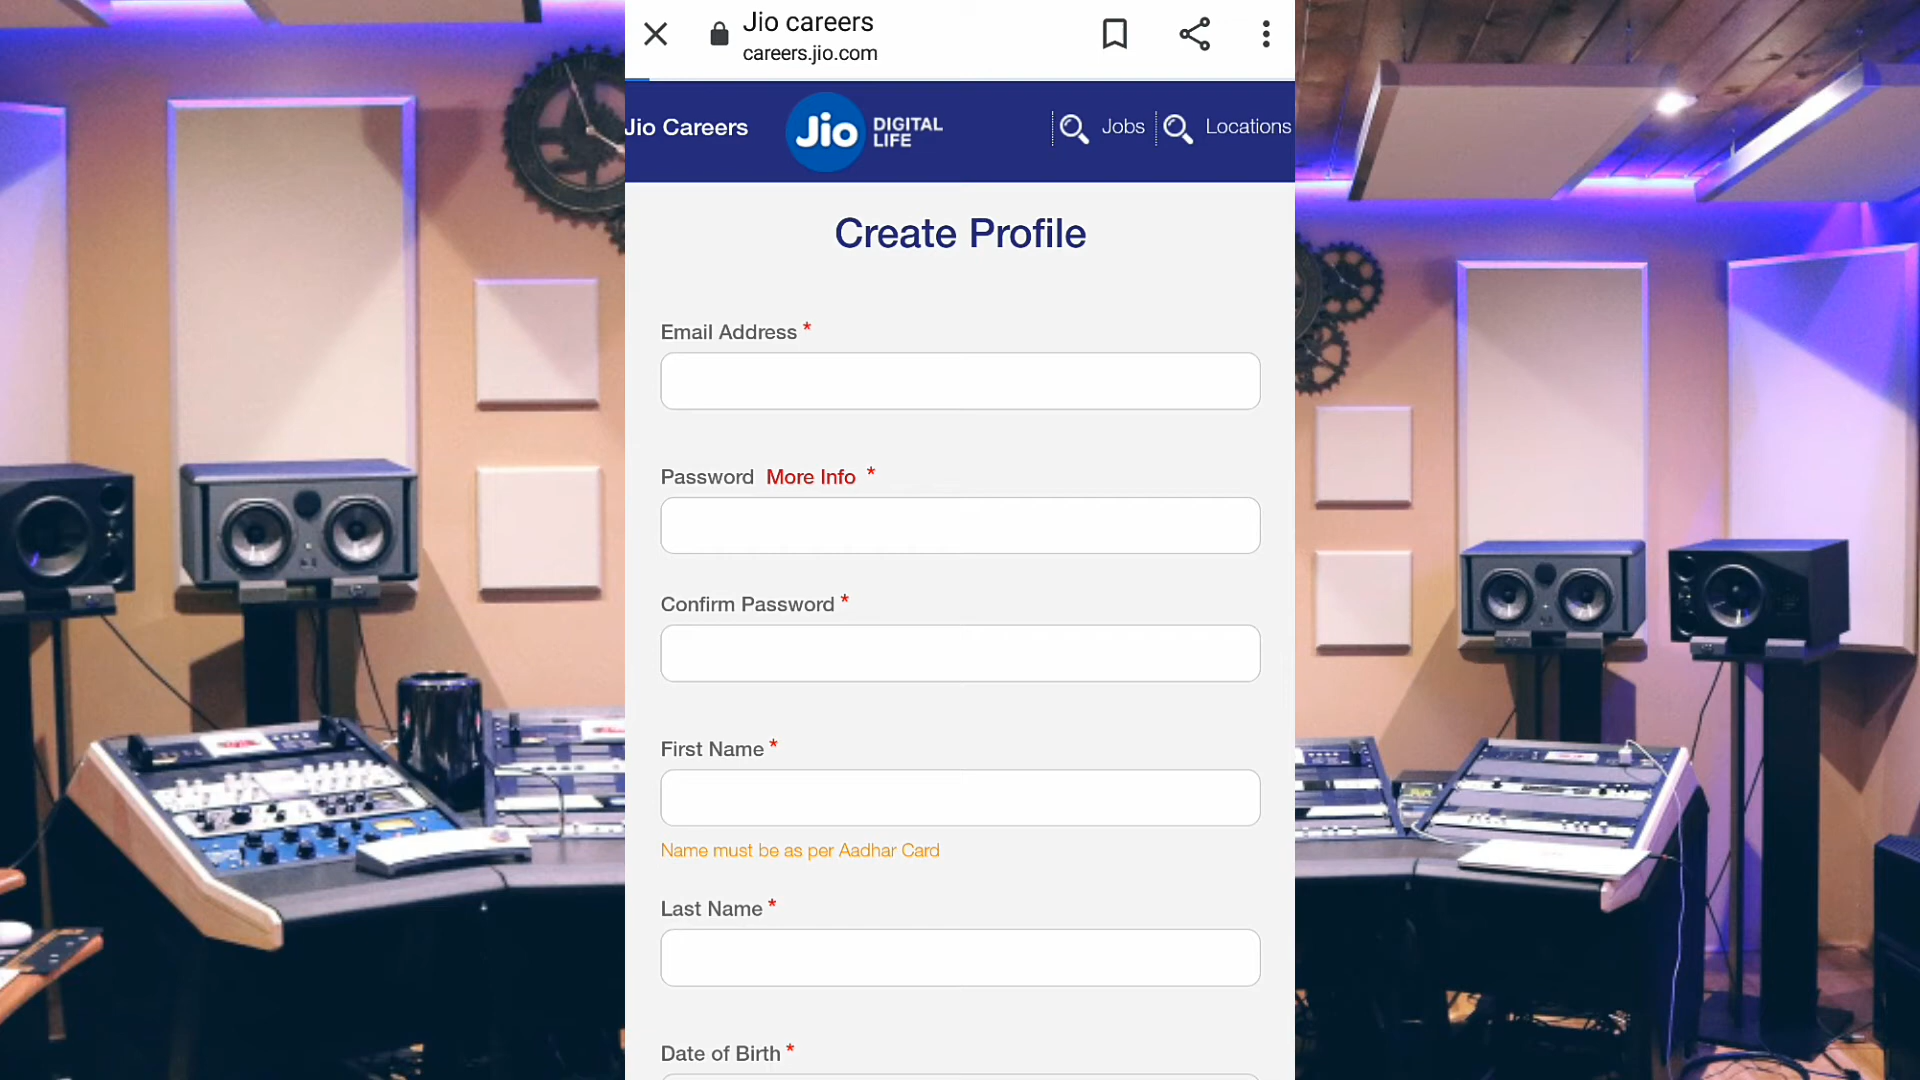 Jio careers
careers.jio.com
Jio Careers
Jio
DIGITAL
LIFE
Jobs
Locations
Create Profile
Email Address *
Password More Info *
Confirm Password *
First Name *
Name must be as per Aadhar Card
Last Name *
Date of Birth *